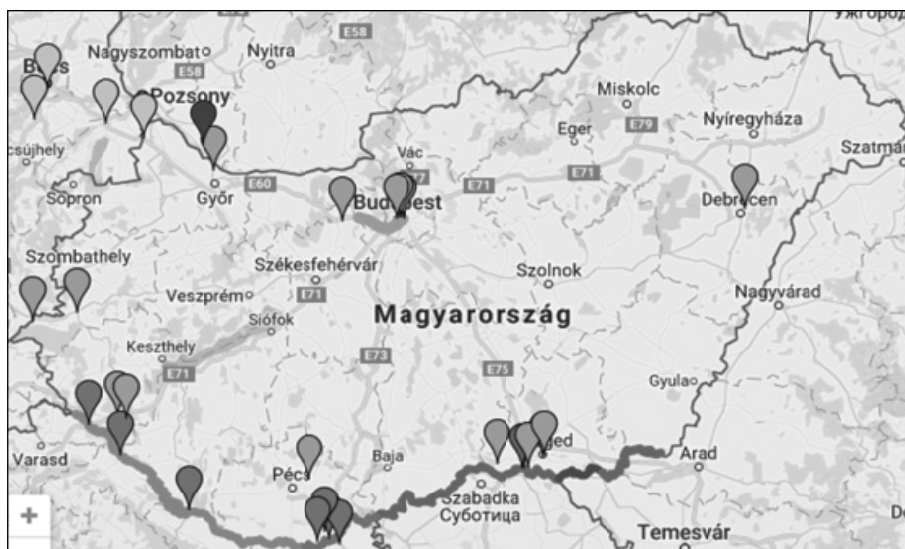 Ужгород
Nagyszombat
Nyitra
E58
E58
Miskolc
Pozsony
Nyíregyháza
E79
Eger
csújhely
Vác
Szatmár
E71
E71
E60
Sopron
Győr
Budapest
Debrecen
Szombathely
Székesfehérvár
Szolnok
E71
Veszprém
Nagyvárad
Siófok
Magyarország
Keszthely
E73
E71
E75
Gyula
Varasd
Baja
Arad
Pécs
Szabadka
Суботица
+
Temesvár